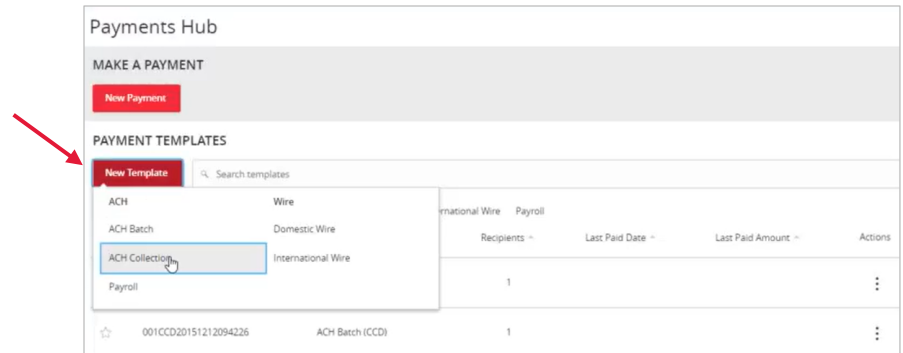 Payments Hub
MAKE A PAYMENT
New Payment
PAYMENT TEMPLATES
New Template
Search templates
ACH Wire
ACH Batch Domestic Wire
ACH Collection International Wire
Payroll
Wire Payroll
Recipients Last Paid Date Last Paid Amount Actions
1
001CCD20151212094226 ACH Batch (CCD) 1